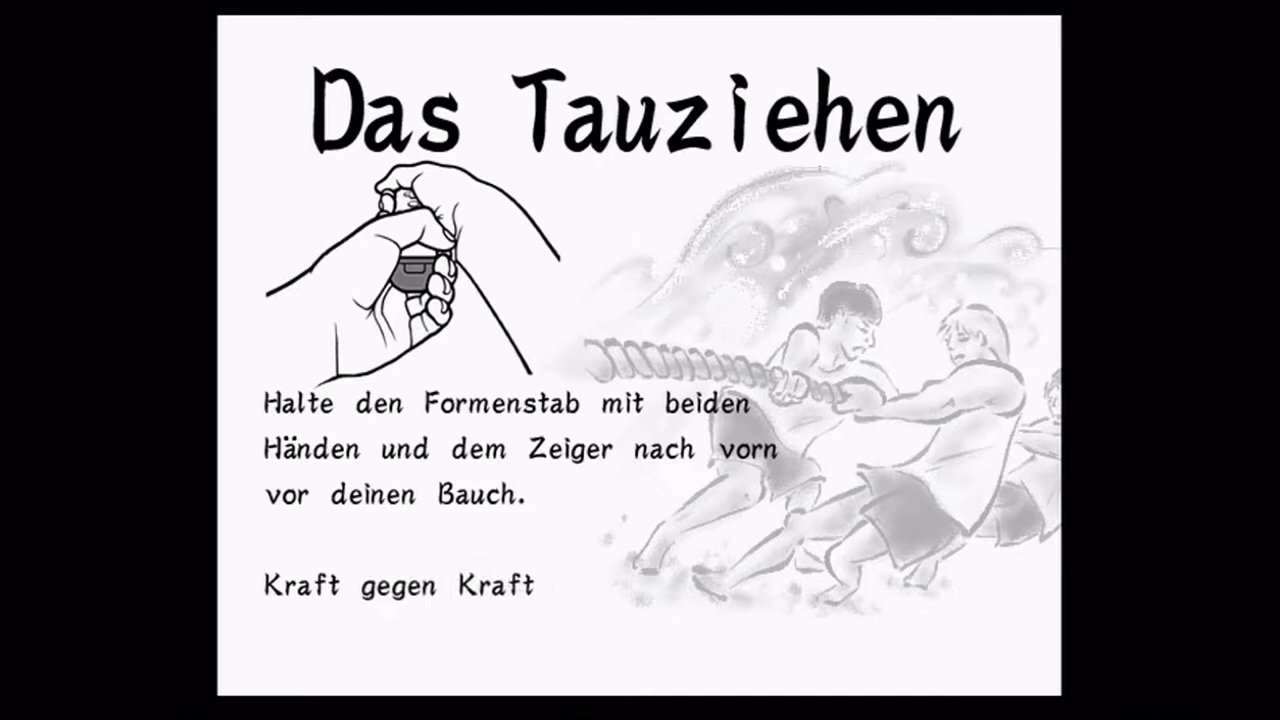 Das Tauziehen
Halte den Formenstab mit beiden
Händen und dem Zeiger nach vorn
vor deinen Bauch.
Kraft gegen Kraft